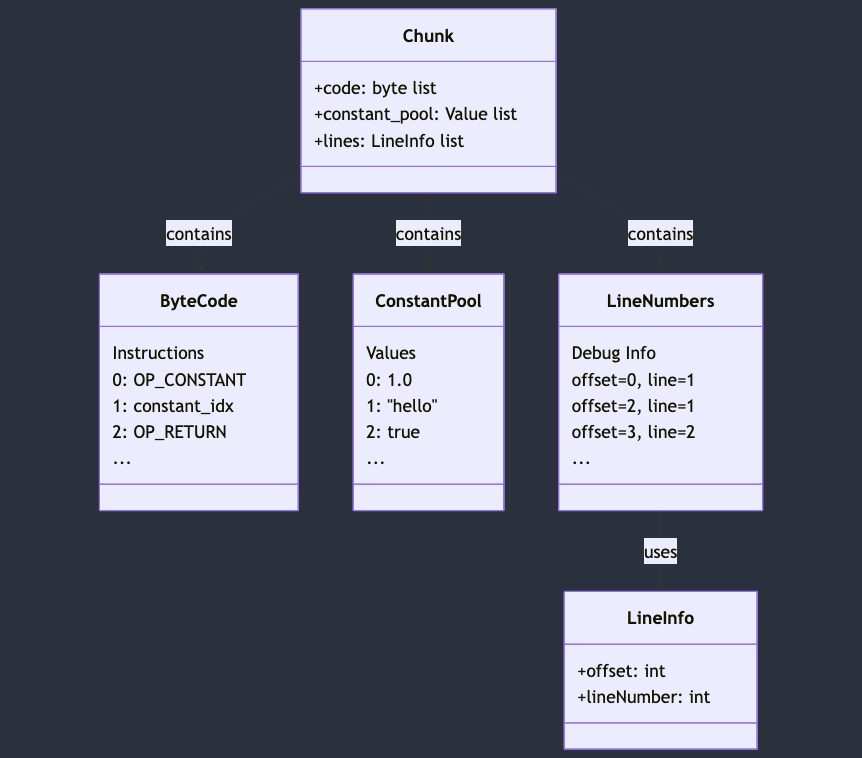 Chunk
+code: byte list
+constant_pool: Value list
+lines: LineInfo list
contains
contains
contains
ByteCode
Instructions
0: OP_CONSTANT
1: constant_idx
2: OP_RETURN
...
ConstantPool
Values
0: 1.0
1: "hello"
2: true
...
LineNumbers
Debug Info
offset=0, line=1
offset=2, line=1
offset=3, line=2
...
uses
LineInfo
+offset: int
+lineNumber: int